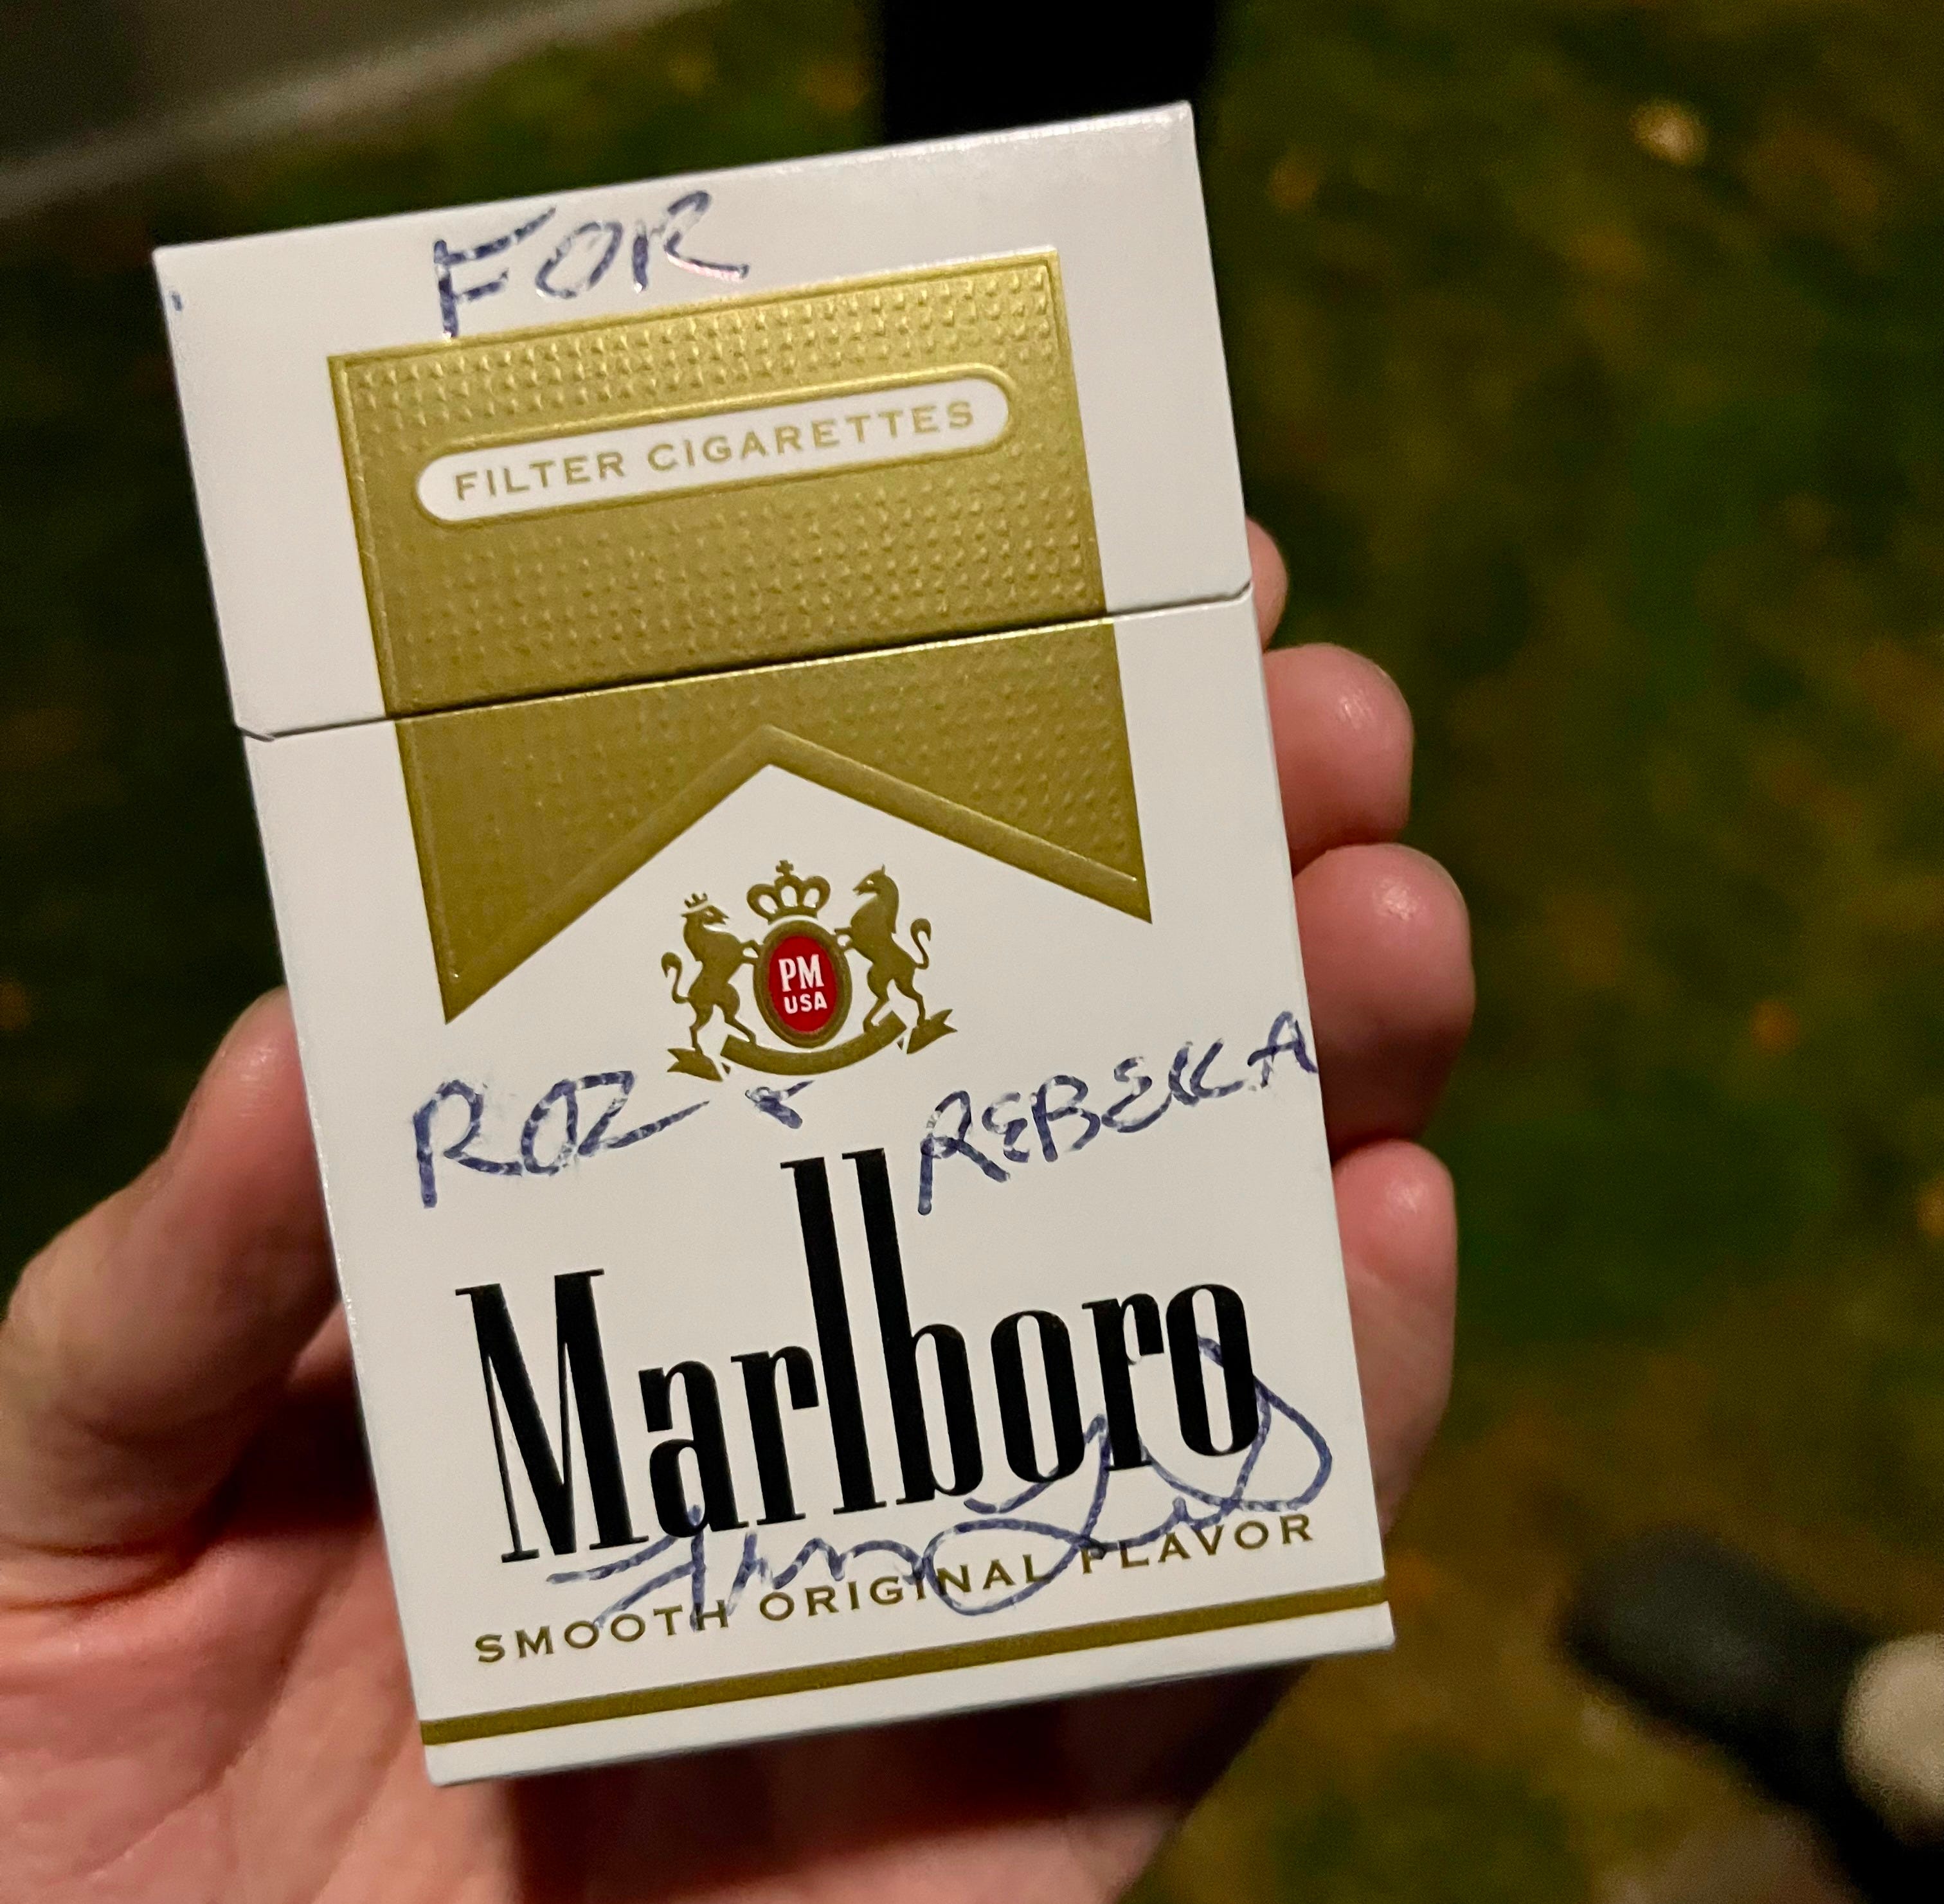 FOR
FILTER CIGARETTES
PM
USA
ROZ & REBEKA
Marlboro
SMOOTH ORIGINAL FLAVOR